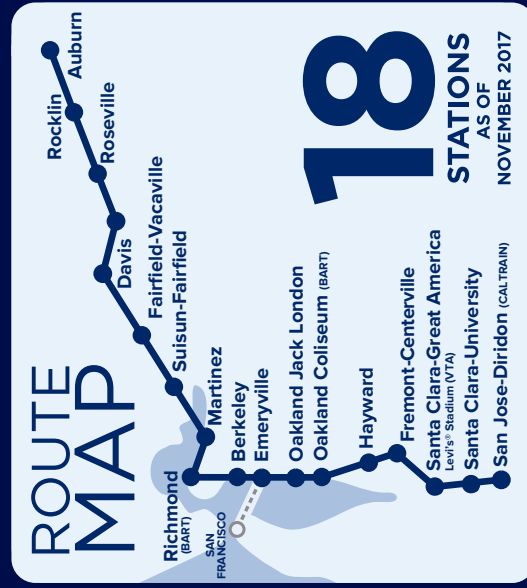 ROUTE
MAP
Auburn
Rocklin
Roseville
Davis
Fairfield-Vacaville
Suisun-Fairfield
Martinez
Richmond
(BART)
Berkeley
Emeryville
SAN
FRANCISCO
Oakland Jack London
Oakland Coliseum (BART)
Hayward
Fremont-Centerville
Santa Clara-Great America
Levi's® Stadium (VTA)
Santa Clara-University
San Jose-Diridon (CALTRAIN)
18
STATIONS
AS OF
NOVEMBER 2017